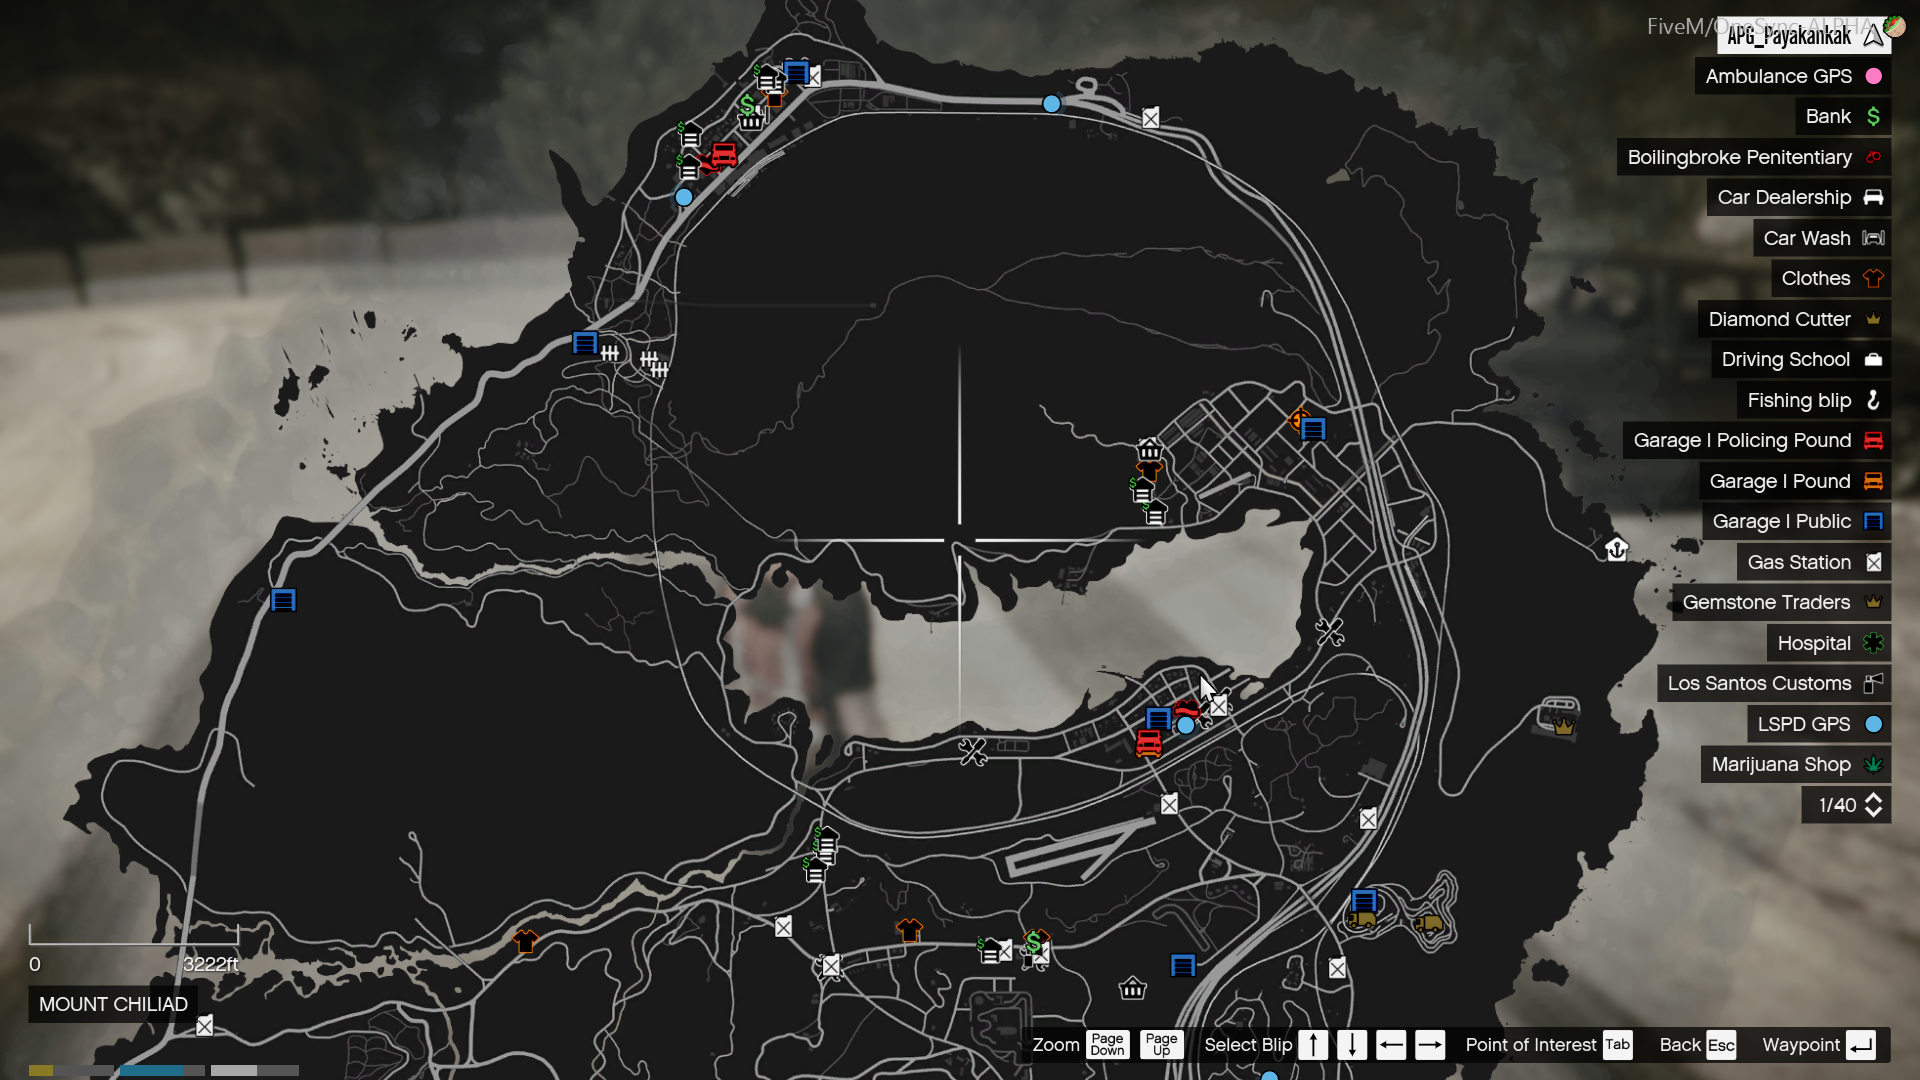 FiveM/OneSync-ALPHA
APG_Payakankak
Ambulance GPS
Bank
Boilingbroke Penitentiary
Car Dealership
Car Wash
Clothes
Diamond Cutter
Driving School
Fishing blip
Garage | Policing Pound
Garage | Pound
Garage | Public
Gas Station
Gemstone Traders
Hospital
Los Santos Customs
LSPD GPS
Marijuana Shop
1/40
0 3222ft
MOUNT CHILIAD
Zoom Page Down Page Up Select Blip ↑ ↓ ← → Point of Interest Tab Back Esc Waypoint